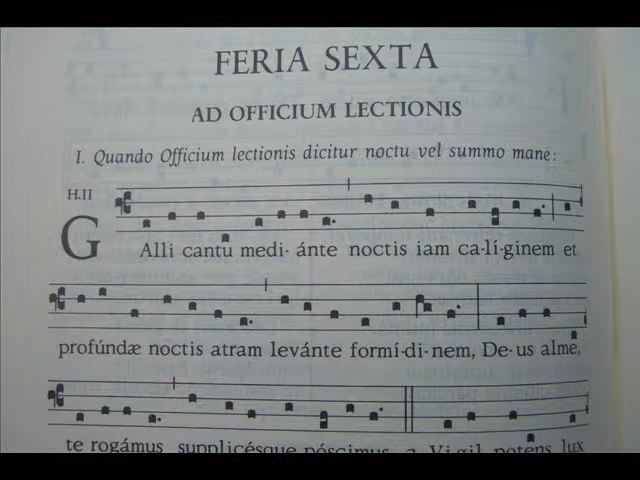 FERIA SEXTA
AD OFFICIUM LECTIONIS
I. Quando Officium lectionis dicitur noctu vel summo mane:
H.II
GAlli cantu medi- ánte noctis iam ca-lí-ginem et
profúndæ noctis atram levánte formí-di-nem, De-us alme,
te rogámus supplicésque póscimus. 2. Vi-gil potens lux